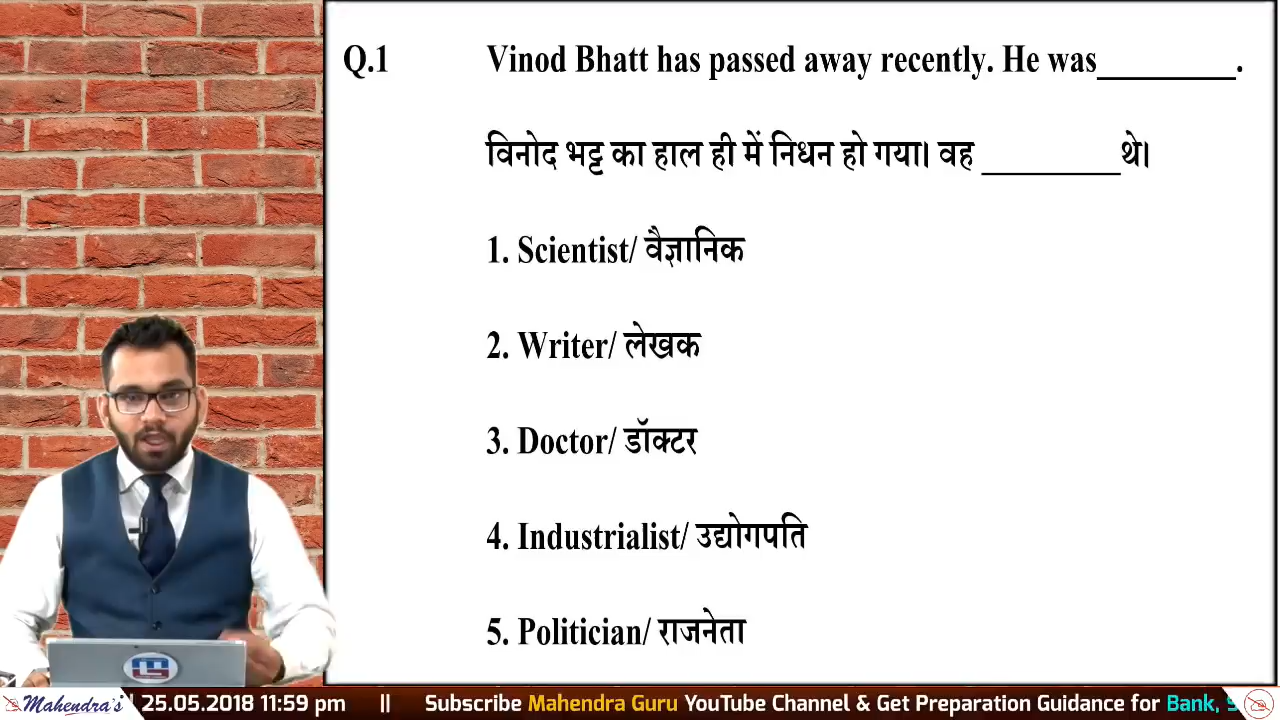 Q.1 Vinod Bhatt has passed away recently. He was_________.
विनोद भट्ट का हाल ही में निधन हो गया। वह _________थे।
1. Scientist/ वैज्ञानिक
2. Writer/ लेखक
3. Doctor/ डॉक्टर
4. Industrialist/ उद्योगपति
5. Politician/ राजनेता
Mahendra's 25.05.2018 11:59 pm || Subscribe Mahendra Guru YouTube Channel & Get Preparation Guidance for Bank,